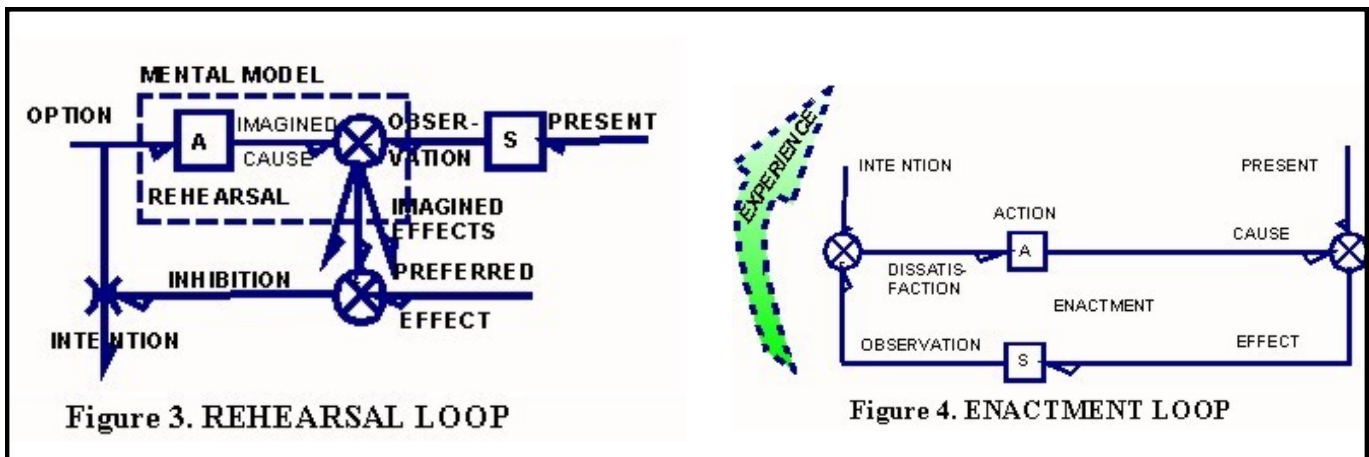 MENTAL MODEL
OPTION
A
IMAGINED
CAUSE
OBSER-
VATION
S
PRESENT
REHEARSAL
IMAGINED
EFFECTS
INHIBITION
PREFERRED
EFFECT
INTENTION
Figure 3. REHEARSAL LOOP
EXPERIENCE
INTENTION
PRESENT
ACTION
A
CAUSE
DISSATIS-
FACTION
ENACTMENT
OBSERVATION
S
EFFECT
Figure 4. ENACTMENT LOOP